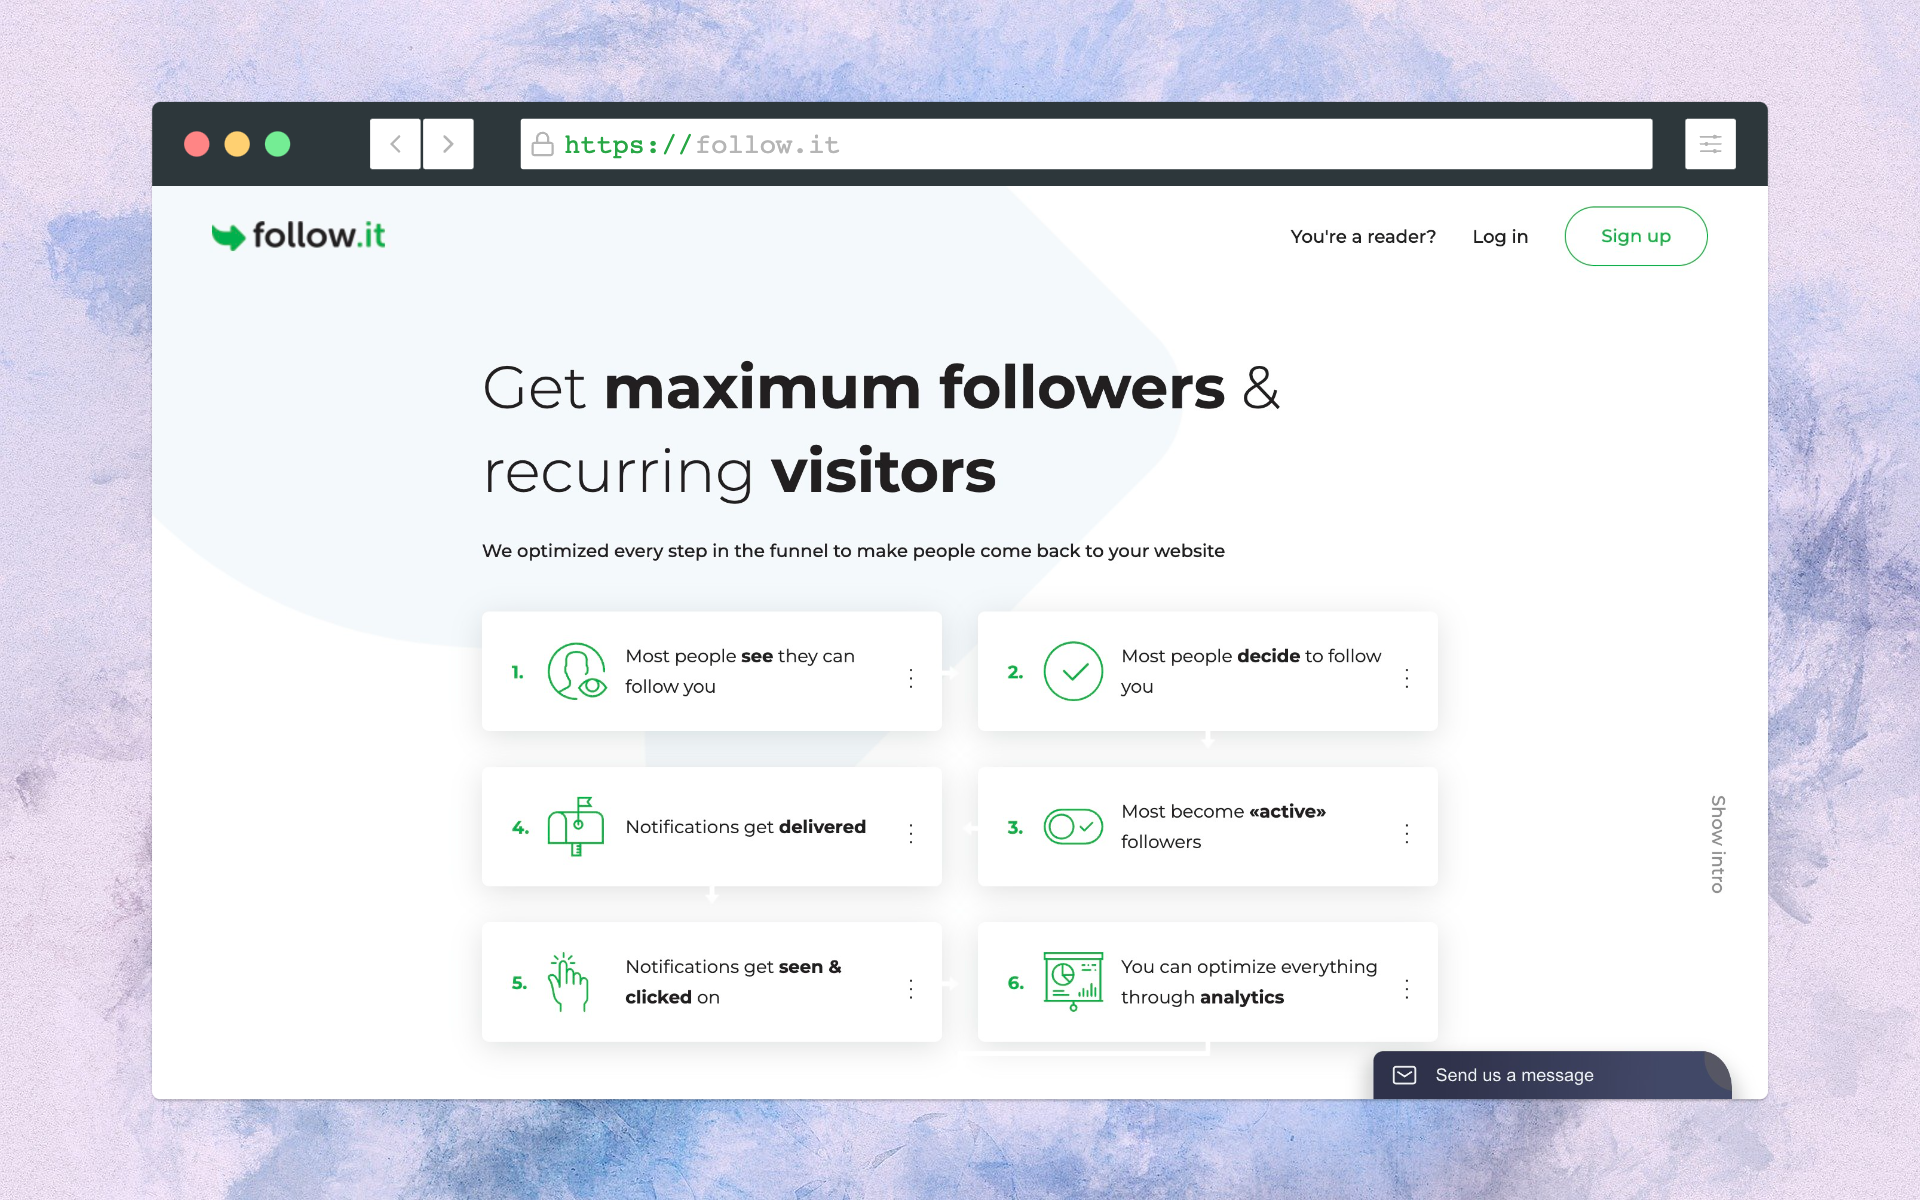 https://follow.it
follow.it
You're a reader?
Log in
Sign up
Get maximum followers &
recurring visitors
We optimized every step in the funnel to make people come back to your website
1.
Most people see they can
follow you
2.
Most people decide to follow
you
4.
Notifications get delivered
3.
Most become «active»
followers
5.
Notifications get seen &
clicked on
6.
You can optimize everything
through analytics
Show intro
Send us a message